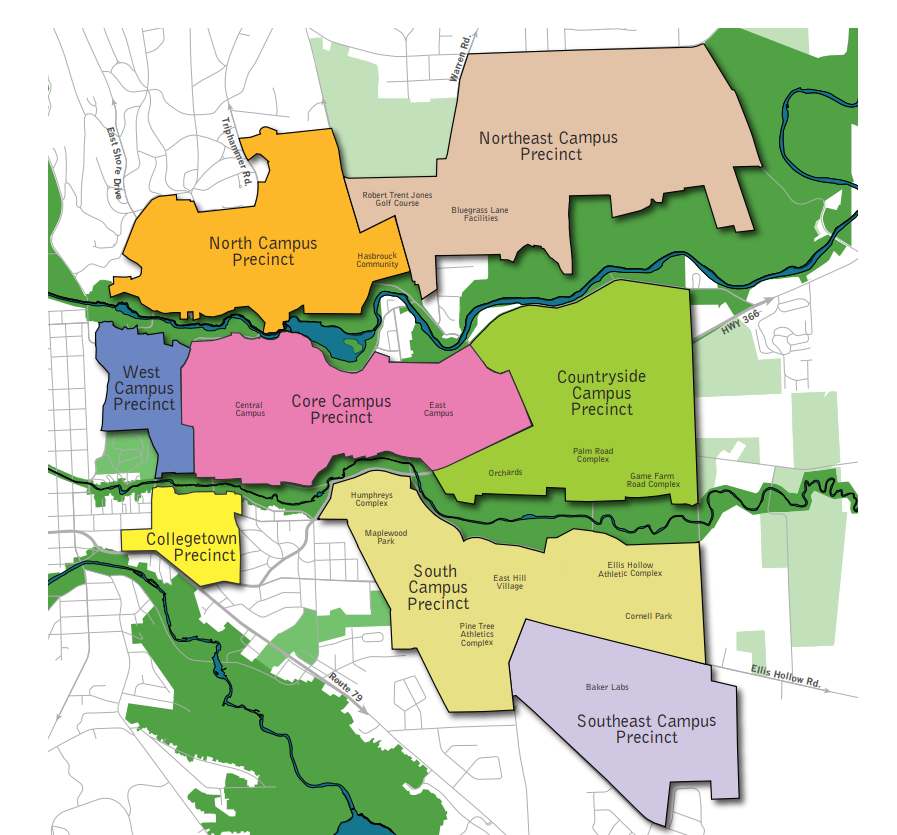 Warren Rd.
East Shore Drive
Triphammer Rd.
Northeast Campus
Precinct
Robert Trent Jones
Golf Course
Bluegrass Lane
Facilities
North Campus
Precinct
Hasbrouck
Community
HWY 366
West
Campus
Precinct
Central
Campus
Core Campus
Precinct
East
Campus
Countryside
Campus
Precinct
Palm Road
Complex
Orchards
Game Farm
Road Complex
Humphreys
Complex
Maplewood
Park
Collegetown
Precinct
South
Campus
Precinct
East Hill
Village
Ellis Hollow
Athletic Complex
Cornell Park
Pine Tree
Athletics
Complex
Route 79
Ellis Hollow Rd.
Baker Labs
Southeast Campus
Precinct